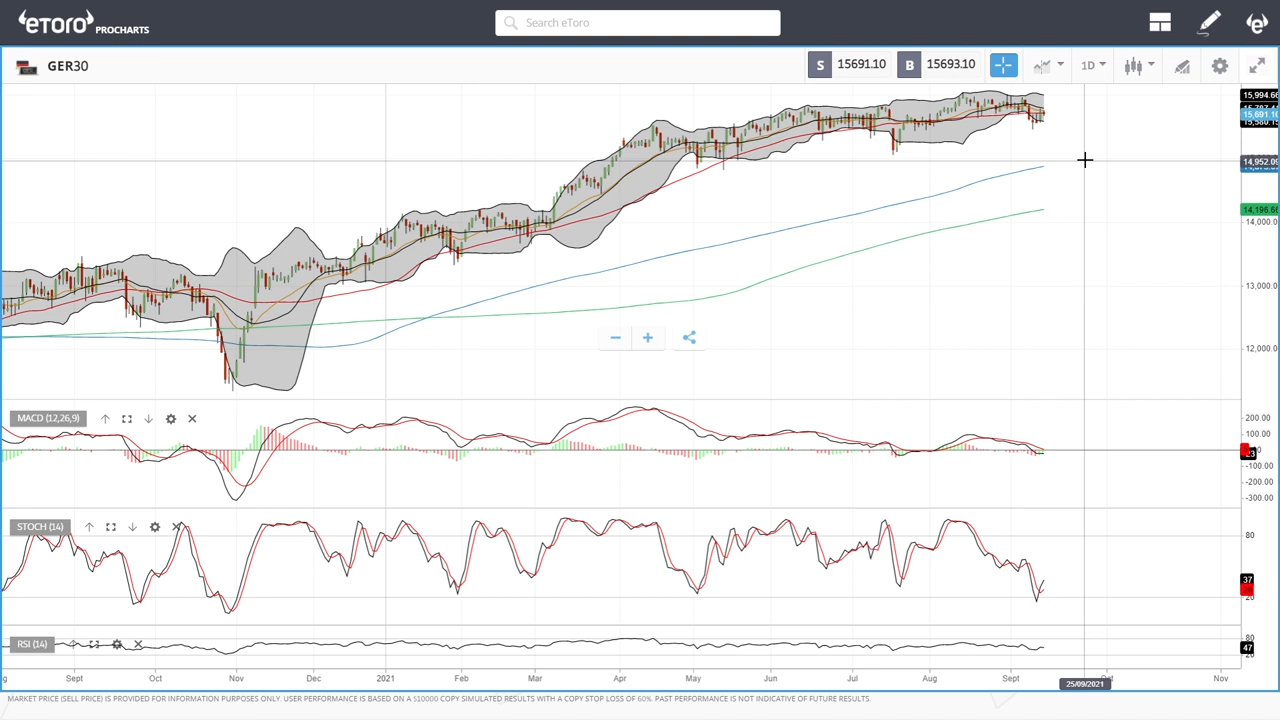 eToro PROCHARTS
Search eToro
GER30
S 15691.10 B 15693.10
1D
15,994.66
15,691.10
14,952.09
14,196.66
14,000.
13,000.
12,000.
MACD (12,26,9)
200.00
100.00
-100.00
-200.00
-300.00
STOCH (14)
80
37
20
RSI (14)
80
47
Sept Oct Nov Dec 2021 Feb Mar Apr May Jun Jul Aug Sept Nov
25/09/2021
MARKET PRICE (SELL PRICE) IS PROVIDED FOR INFORMATION PURPOSES ONLY. USER PERFORMANCE IS BASED ON A $10000 COPY SIMULATED RESULTS WITH A COPY STOP LOSS OF 60%. PAST PERFORMANCE IS NOT INDICATIVE OF FUTURE RESULTS.